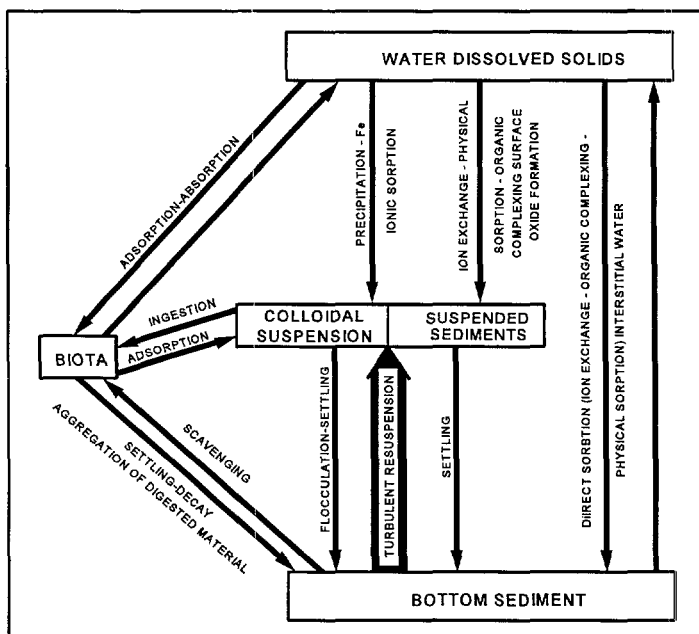 WATER DISSOLVED SOLIDS
ADSORPTION-ABSORPTION
PRECIPITATION - Fe
IONIC SORPTION
ION EXCHANGE - PHYSICAL
SORPTION - ORGANIC
COMPLEXING SURFACE
OXIDE FORMATION
DiIRECT SORBTION (ION EXCHANGE - ORGANIC COMPLEXING -
PHYSICAL SORPTION) INTERSTITIAL WATER
INGESTION
COLLOIDAL
SUSPENSION
SUSPENDED
SEDIMENTS
BIOTA
ADSORPTION
SCAVENGING
SETTLING-DECAY
AGGREGATION OF DIGESTED MATERIAL
FLOCCULATION-SETTLING
TURBULENT RESUSPENSION
SETTLING
BOTTOM SEDIMENT